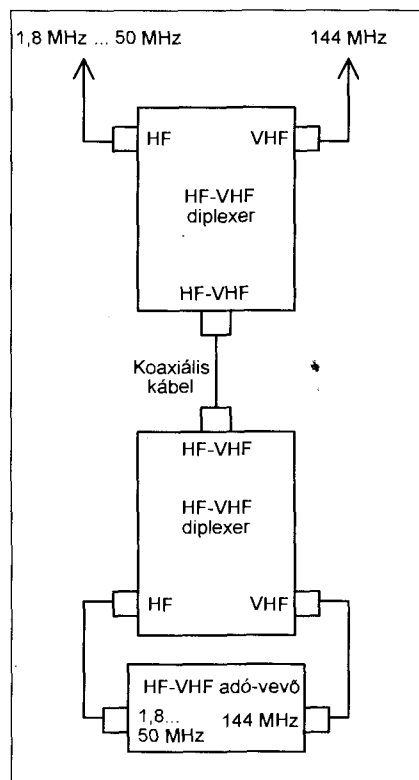 1,8 MHz ... 50 MHz 144 MHz
HF VHF
HF-VHF
diplexer
HF-VHF
Koaxiális
kábel
HF-VHF
HF-VHF
diplexer
HF VHF
HF-VHF adó-vevő
1,8... 144 MHz
50 MHz